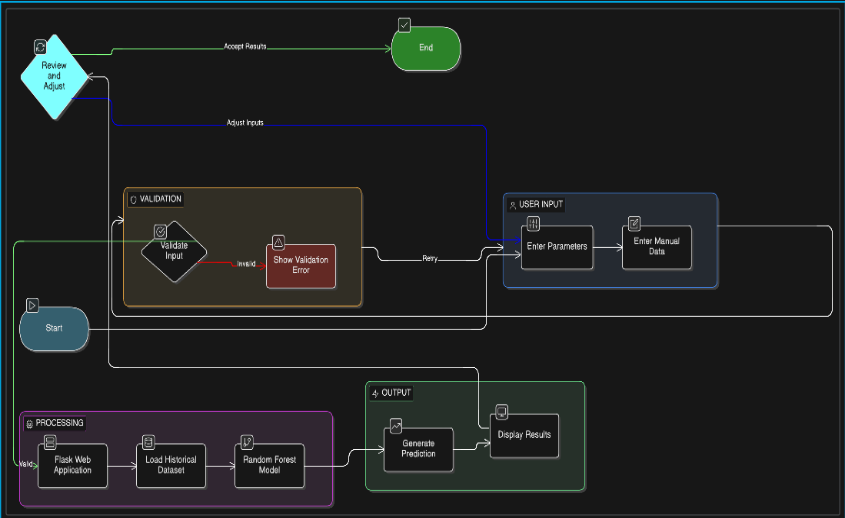 Accept Results
End
Review
and
Adjust
Adjust Inputs
VALIDATION
Validate
Input
Invalid
Show Validation
Error
Retry
USER INPUT
Enter Parameters
Enter Manual
Data
Start
PROCESSING
Valid
Flask Web
Application
Load Historical
Dataset
Random Forest
Model
OUTPUT
Generate
Prediction
Display Results